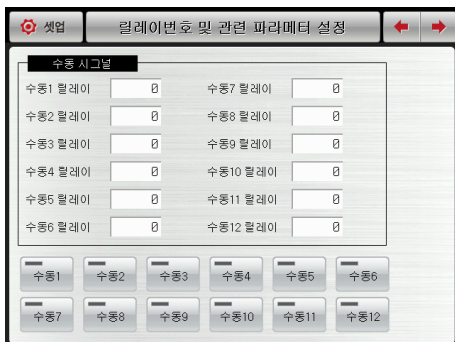 셋업 릴레이번호 및 관련 파라메터 설정
수동 시그널
수동1 릴레이 0 수동7 릴레이 0
수동2 릴레이 0 수동8 릴레이 0
수동3 릴레이 0 수동9 릴레이 0
수동4 릴레이 0 수동10 릴레이 0
수동5 릴레이 0 수동11 릴레이 0
수동6 릴레이 0 수동12 릴레이 0
수동1 수동2 수동3 수동4 수동5 수동6
수동7 수동8 수동9 수동10 수동11 수동12